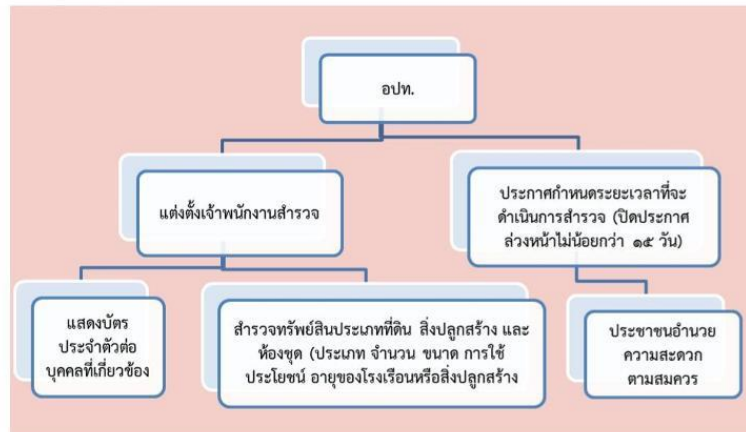 อปท.
แต่งตั้งเจ้าพนักงานสำรวจ
ประกาศกำหนดระยะเวลาที่จะ
ดำเนินการสำรวจ (ปิดประกาศ
ล่วงหน้าไม่น้อยกว่า ๑๕ วัน)
แสดงบัตร
ประจำตัวต่อ
บุคคลที่เกี่ยวข้อง
สำรวจทรัพย์สินประเภทที่ดิน สิ่งปลูกสร้าง และ
ห้องชุด (ประเภท จำนวน ขนาด การใช้
ประโยชน์ อายุของโรงเรือนหรือสิ่งปลูกสร้าง
ประชาชนอำนวย
ความสะดวก
ตามสมควร